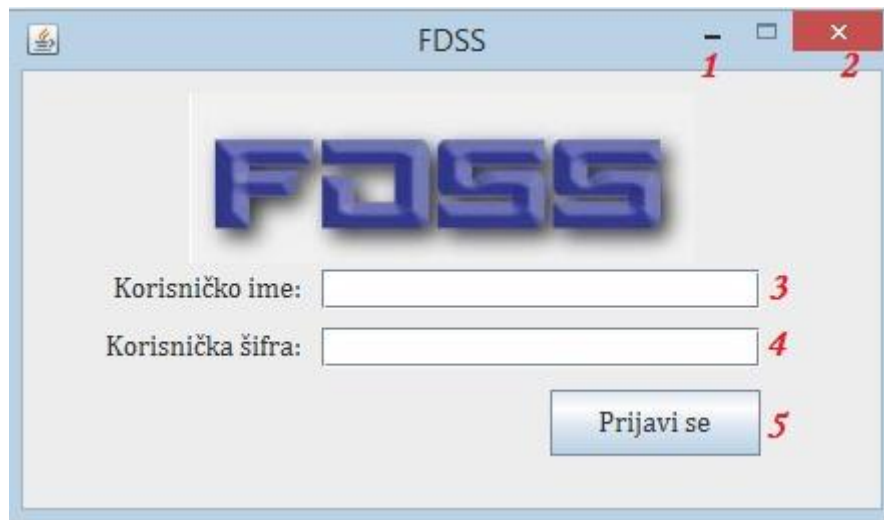 FDSS
1 2
FDSS
Korisničko ime: 3
Korisnička šifra: 4
Prijavi se 5